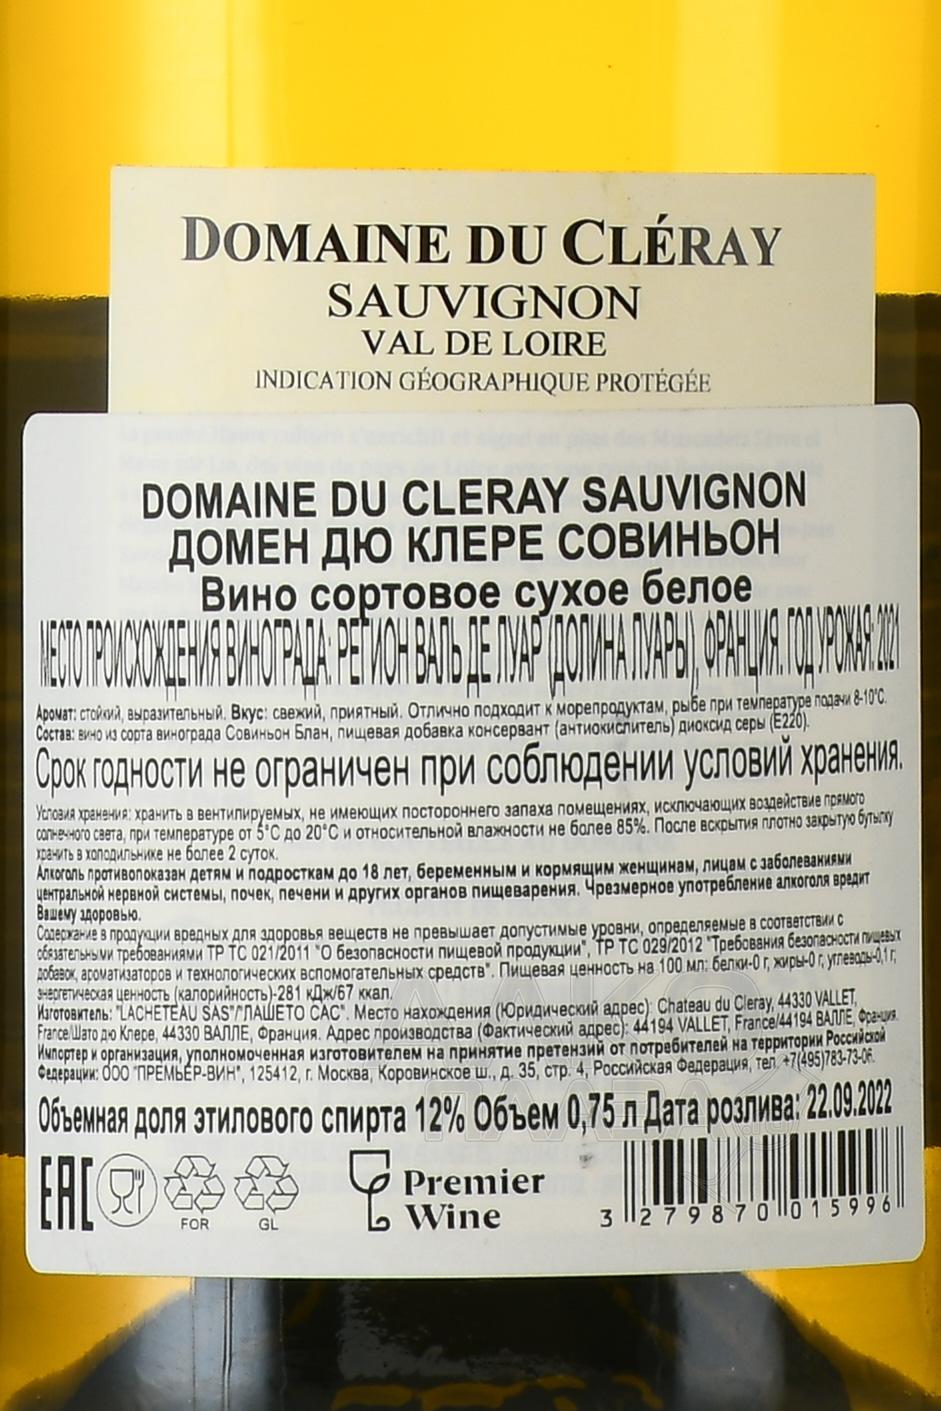 DOMAINE DU CLÉRAY
SAUVIGNON
VAL DE LOIRE
INDICATION GÉOGRAPHIQUE PROTÉGÉE
DOMAINE DU CLERAY SAUVIGNON
ДОМЕН ДЮ КЛЕРЕ СОВИНЬОН
Вино сортовое сухое белое
МЕСТО ПРОИСХОЖДЕНИЯ ВИНОГРАДА: РЕГИОН ВАЛЬ ДЕ ЛУАР (ДОЛИНА ЛУАРЫ), ФРАНЦИЯ. ГОД УРОЖАЯ: 2021
Аромат: стойкий, выразительный. Вкус: свежий, приятный. Отлично подходит к морепродуктам, рыбе при температуре подачи 8-10°С.
Состав: вино из сорта винограда Совиньон Блан, пищевая добавка консервант (антиокислитель) диоксид серы (Е220).
Срок годности не ограничен при соблюдении условий хранения.
Условия хранения: хранить в вентилируемых, не имеющих постороннего запаха помещениях, исключающих воздействие прямого
солнечного света, при температуре от 5°С до 20°С и относительной влажности не более 85%. После вскрытия плотно закрытую бутылку
хранить в холодильнике не более 2 суток.
Алкоголь противопоказан детям и подросткам до 18 лет, беременным и кормящим женщинам, лицам с заболеваниями
центральной нервной системы, почек, печени и других органов пищеварения. Чрезмерное употребление алкоголя вредит
Вашему здоровью.
Содержание в продукции вредных для здоровья веществ не превышает допустимые уровни, определяемые в соответствии с
обязательными требованиями ТР ТС 021/2011 "О безопасности пищевой продукции", ТР ТС 029/2012 "Требования безопасности пищевых
добавок, ароматизаторов и технологических вспомогательных средств". Пищевая ценность на 100 мл: белки-0 г, жиры-0 г, углеводы-0,1 г;
энергетическая ценность (калорийность)-281 кДж/67 ккал.
Изготовитель: "LACHETEAU SAS"/"ЛАШЕТО САС". Место нахождения (Юридический адрес): Chateau du Cleray, 44330 VALLET,
France/Шато дю Клере, 44330 ВАЛЛЕ, Франция. Адрес производства (Фактический адрес): 44194 VALLET, France/44194 ВАЛЛЕ, Франция.
Импортер и организация, уполномоченная изготовителем на принятие претензий от потребителей на территории Российской
Федерации: ООО "ПРЕМЬЕР-ВИН", 125412, г. Москва, Коровинское ш., д. 35, стр. 4, Российская Федерация, тел. +7(495)783-73-06.
Объемная доля этилового спирта 12% Объем 0,75 л Дата розлива: 22.09.2022
EAC
FOR
GL
Premier
Wine
3 279870 015996